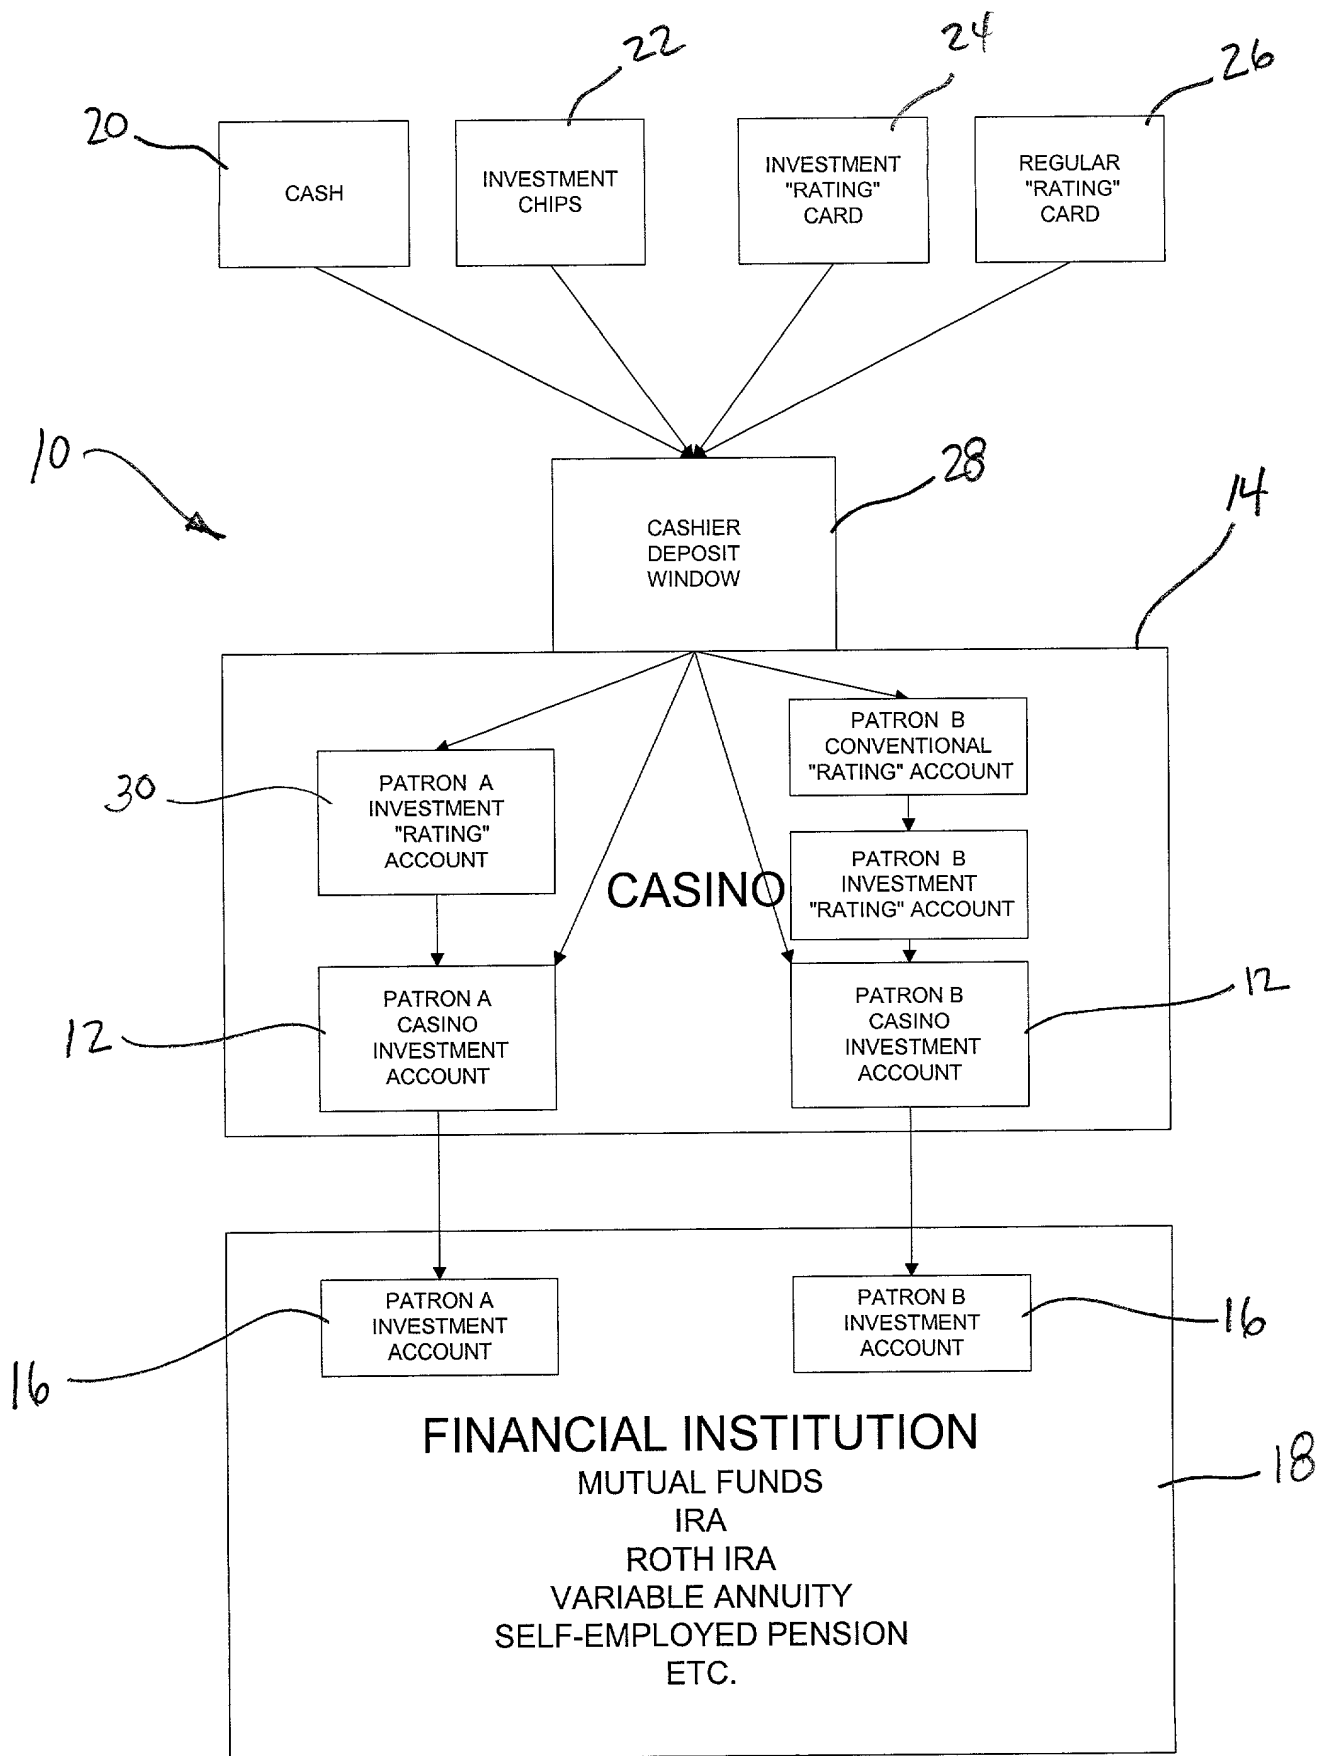 22
24
26
20
CASH
INVESTMENT
CHIPS
INVESTMENT
"RATING"
CARD
REGULAR
"RATING"
CARD
10
28
CASHIER
DEPOSIT
WINDOW
14
PATRON B
CONVENTIONAL
"RATING" ACCOUNT
30
PATRON A
INVESTMENT
"RATING"
ACCOUNT
PATRON B
INVESTMENT
"RATING" ACCOUNT
CASINO
12
PATRON A
CASINO
INVESTMENT
ACCOUNT
PATRON B
CASINO
INVESTMENT
ACCOUNT
12
16
PATRON A
INVESTMENT
ACCOUNT
PATRON B
INVESTMENT
ACCOUNT
16
FINANCIAL INSTITUTION
MUTUAL FUNDS
IRA
ROTH IRA
VARIABLE ANNUITY
SELF-EMPLOYED PENSION
ETC.
18